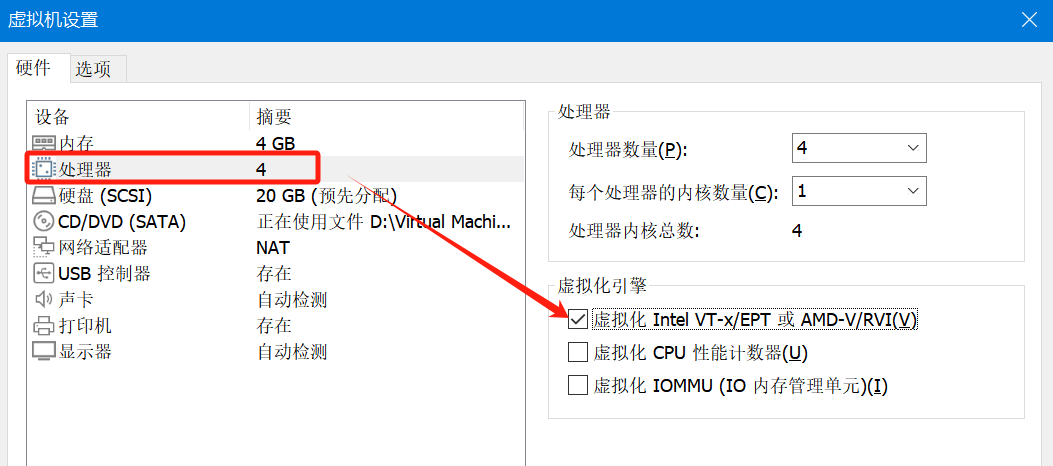 虚拟机设置
硬件 选项
设备 摘要
内存 4 GB
处理器 4
硬盘 (SCSI) 20 GB (预先分配)
CD/DVD (SATA) 正在使用文件 D:\Virtual Machi...
网络适配器 NAT
USB 控制器 存在
声卡 自动检测
打印机 存在
显示器 自动检测
处理器
处理器数量(P): 4
每个处理器的内核数量(C): 1
处理器内核总数: 4
虚拟化引擎
虚拟化 Intel VT-x/EPT 或 AMD-V/RVI(V)
虚拟化 CPU 性能计数器(U)
虚拟化 IOMMU (IO 内存管理单元)(I)